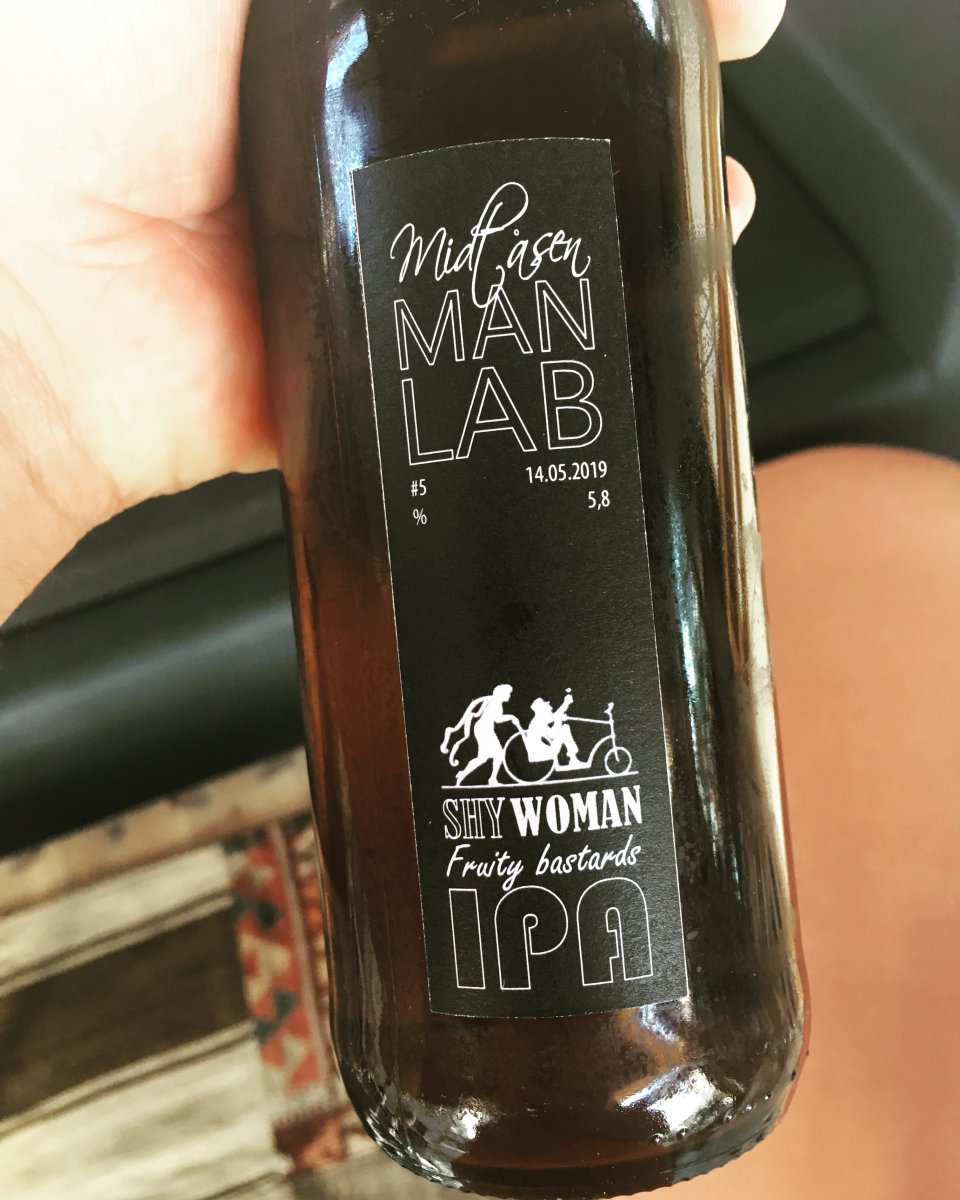 Midtåsen
MAN
LAB
#5 14.05.2019
% 5,8
SHY WOMAN
Fruity bastards
IPA